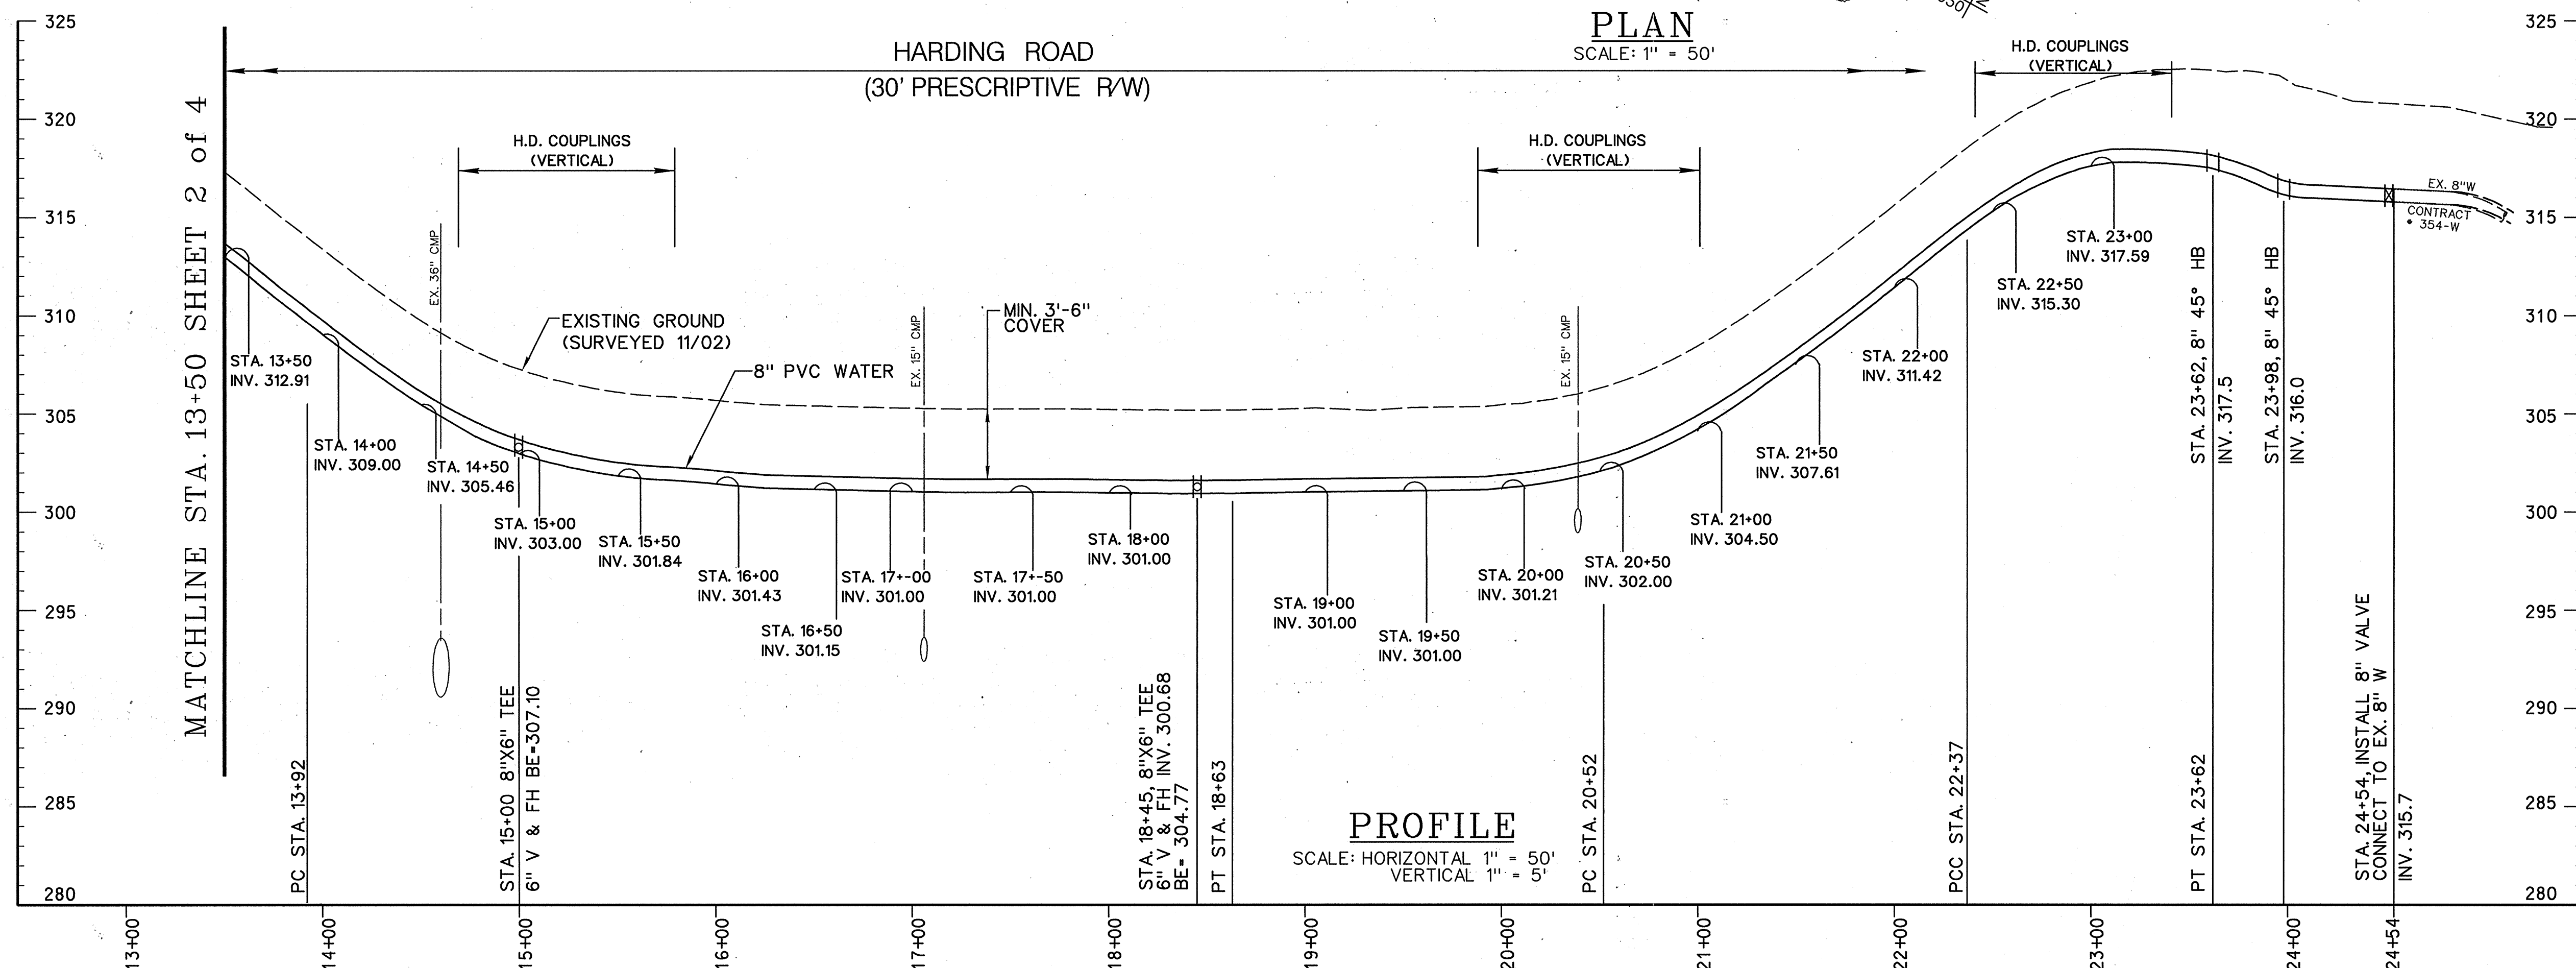 PLAN
SCALE: 1" = 50'
HARDING ROAD
(30' PRESCRIPTIVE R/W)
325
320
315
310
305
300
295
290
285
280
325
320
315
310
305
300
295
290
285
280
MATCHLINE STA. 13+50 SHEET 2 of 4
H.D. COUPLINGS
(VERTICAL)
H.D. COUPLINGS
(VERTICAL)
H.D. COUPLINGS
(VERTICAL)
EX. 36" CMP
EX. 15" CMP
EX. 15" CMP
EXISTING GROUND
(SURVEYED 11/02)
8" PVC WATER
MIN. 3'-6"
COVER
EX. 8"W
CONTRACT
354-W
STA. 13+50
INV. 312.91
STA. 14+00
INV. 309.00
STA. 14+50
INV. 305.46
STA. 15+00
INV. 303.00
STA. 15+50
INV. 301.84
STA. 16+00
INV. 301.43
STA. 16+50
INV. 301.15
STA. 17+-00
INV. 301.00
STA. 17+-50
INV. 301.00
STA. 18+00
INV. 301.00
STA. 19+00
INV. 301.00
STA. 19+50
INV. 301.00
STA. 20+00
INV. 301.21
STA. 20+50
INV. 302.00
STA. 21+00
INV. 304.50
STA. 21+50
INV. 307.61
STA. 22+00
INV. 311.42
STA. 22+50
INV. 315.30
STA. 23+00
INV. 317.59
PC STA. 13+92
STA. 15+00 8"X6" TEE
6" V & FH BE=307.10
STA. 18+45, 8"X6" TEE
6" V & FH INV. 300.68
BE= 304.77
PT STA. 18+63
PC STA. 20+52
PCC STA. 22+37
STA. 23+62, 8" 45° HB
INV. 317.5
PT STA. 23+62
STA. 23+98, 8" 45° HB
INV. 316.0
STA. 24+54, INSTALL 8" VALVE
CONNECT TO EX. 8" W
INV. 315.7
PROFILE
SCALE: HORIZONTAL 1" = 50'
VERTICAL 1" = 5'
13+00
14+00
15+00
16+00
17+00
18+00
19+00
20+00
21+00
22+00
23+00
24+00
24+54